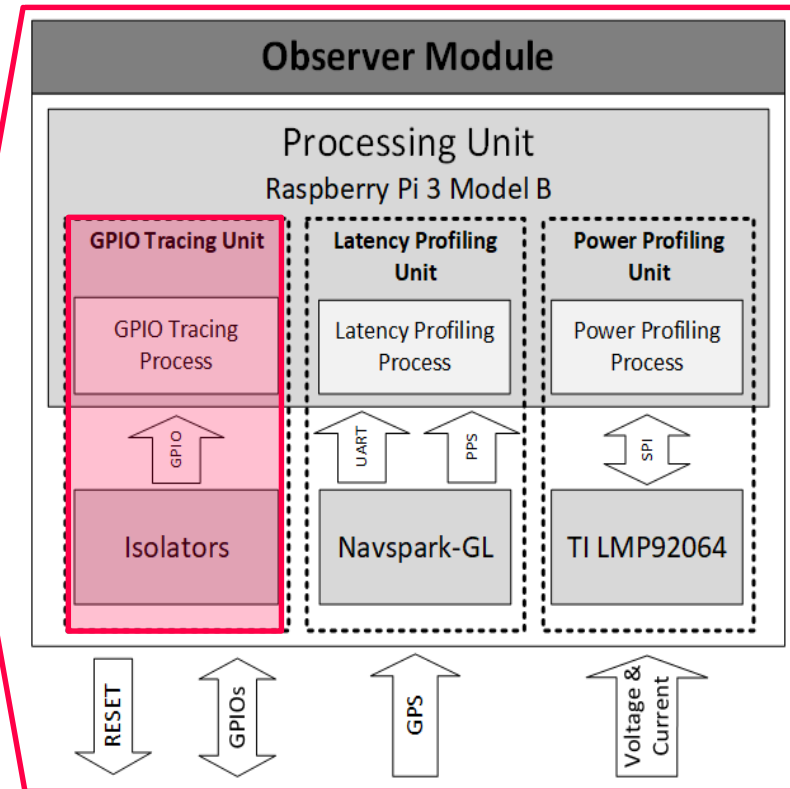 Observer Module
Processing Unit
Raspberry Pi 3 Model B
GPIO Tracing Unit
GPIO Tracing
Process
GPIO
Isolators
Latency Profiling
Unit
Latency Profiling
Process
UART
PPS
Navspark-GL
Power Profiling
Unit
Power Profiling
Process
SPI
TI LMP92064
RESET
GPIOs
GPS
Voltage &
Current